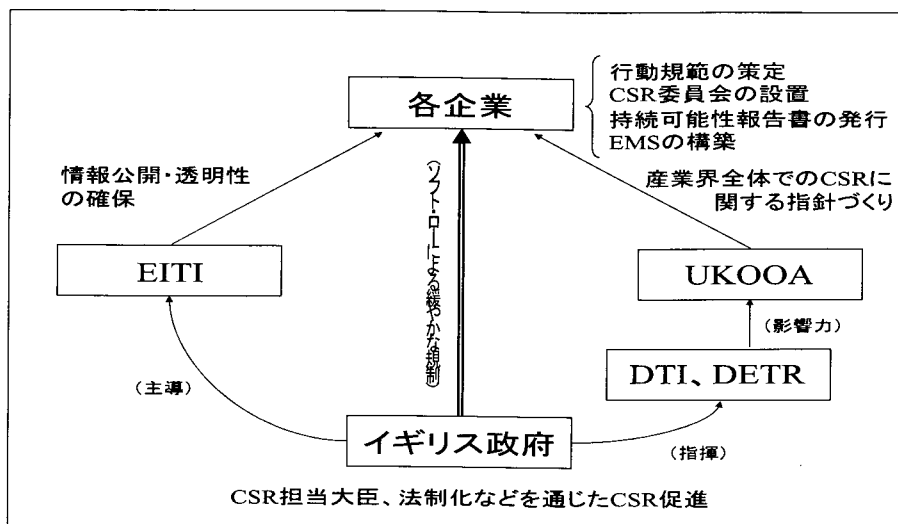 行動規範の策定
CSR委員会の設置
持続可能性報告書の発行
EMSの構築
各企業
情報公開・透明性
の確保
(ソフト・ローによる緩やかな規制)
産業界全体でのCSRに
関する指針づくり
EITI
UKOOA
(影響力)
DTI、DETR
(主導)
イギリス政府
(指揮)
CSR担当大臣、法制化などを通じたCSR促進